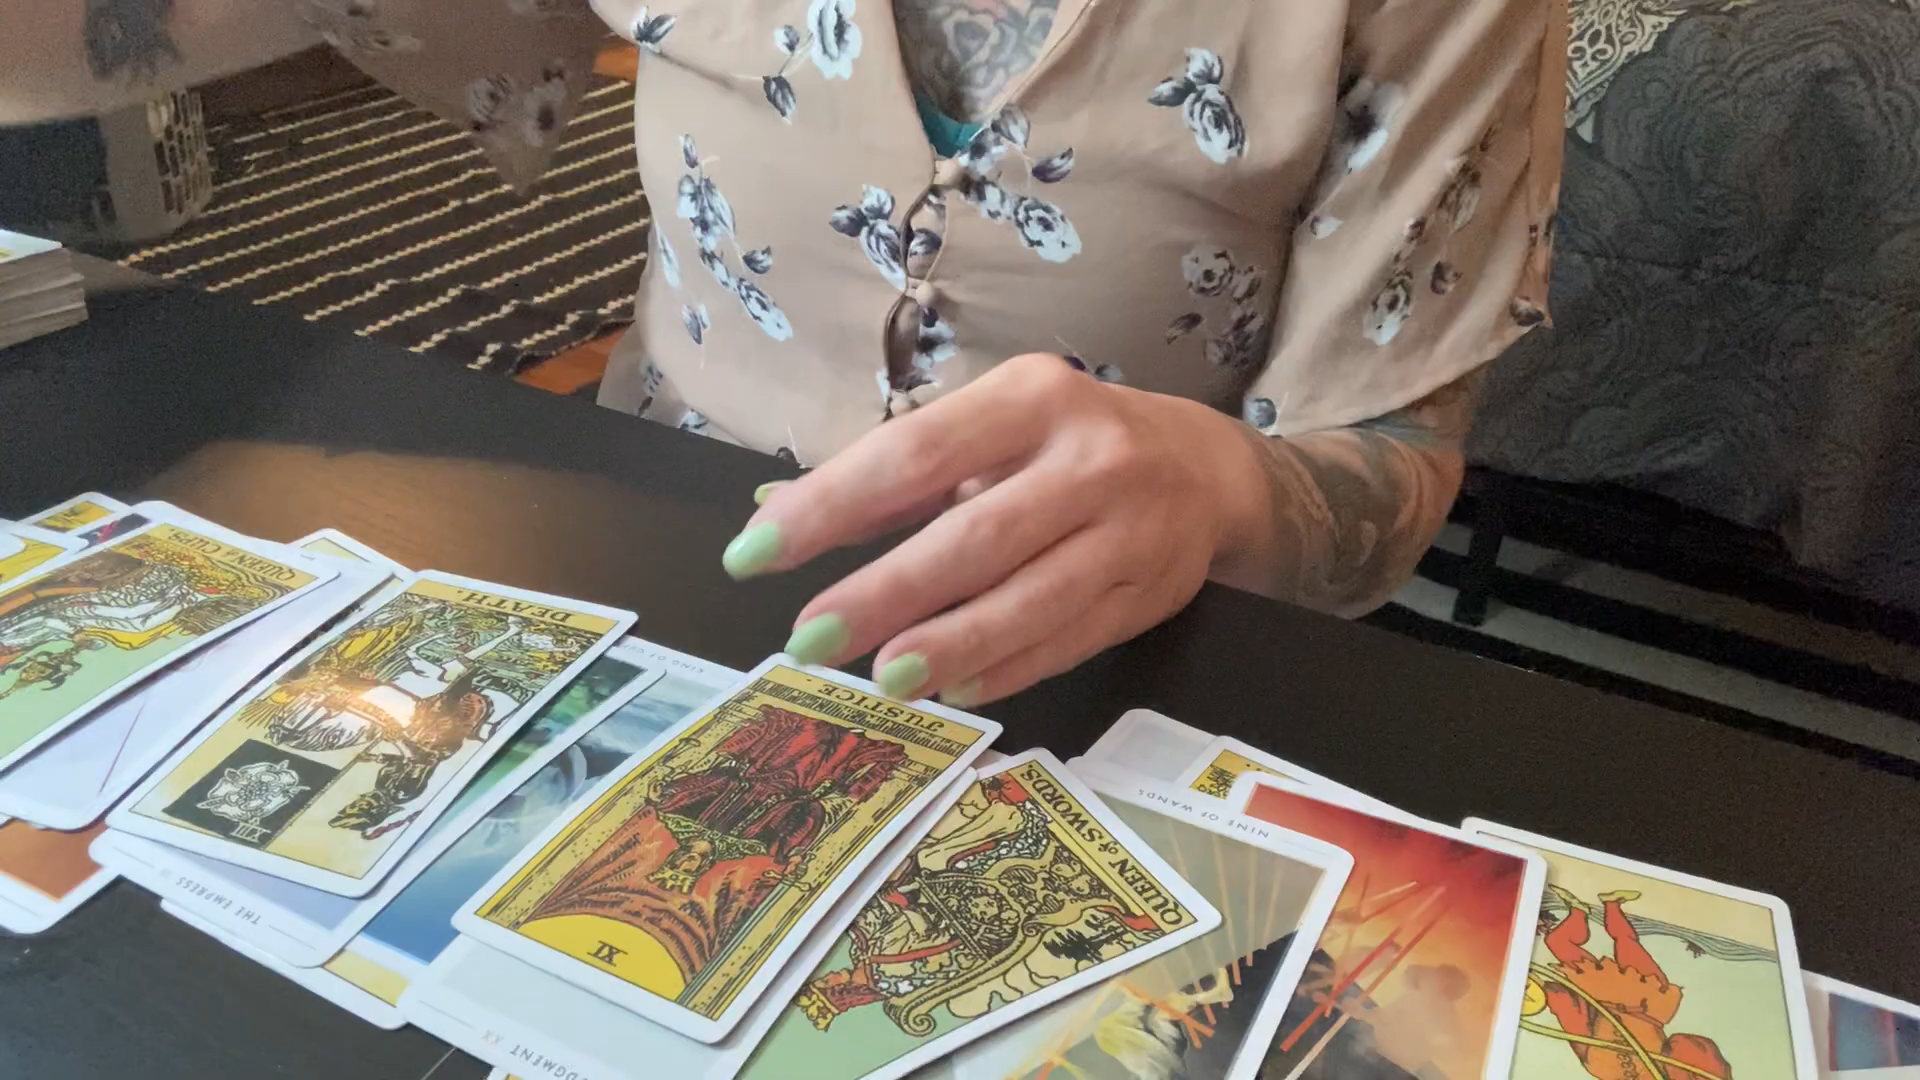 QUEEN of CUPS.
DEATH.
XIII
THE EMPRESS
KING OF CUPS
JUSTICE.
XI
JUDGMENT XX
QUEEN of SWORDS.
NINE OF WANDS